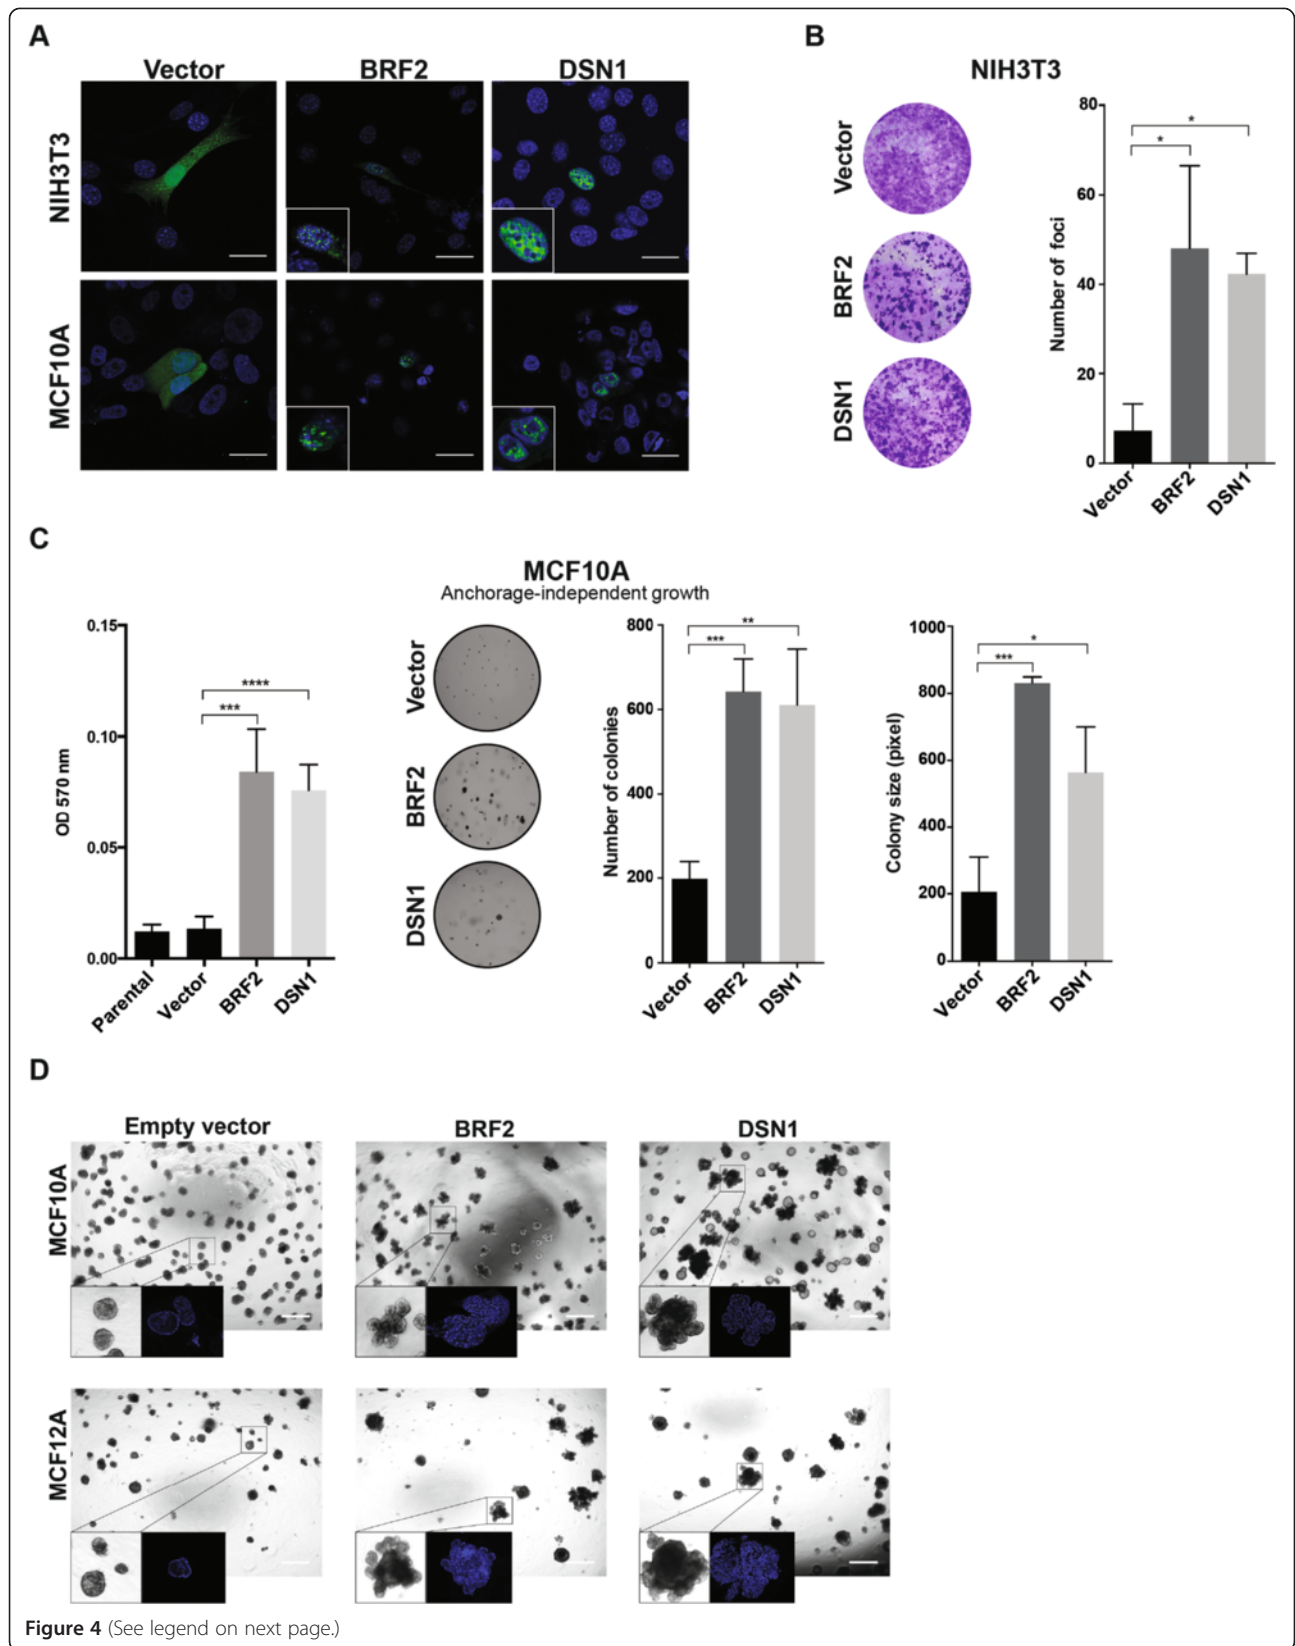 A
Vector
BRF2
DSN1
NIH3T3
MCF10A
B
NIH3T3
Vector
BRF2
DSN1
Number of foci
80
60
40
20
0
*
*
Vector
BRF2
DSN1
C
MCF10A
Anchorage-independent growth
OD 570 nm
0.15
0.10
0.05
0.00
****
***
Parental
Vector
BRF2
DSN1
Vector
BRF2
DSN1
Number of colonies
800
600
400
200
0
**
***
Vector
BRF2
DSN1
Colony size (pixel)
1000
800
600
400
200
0
*
***
Vector
BRF2
DSN1
D
Empty vector
BRF2
DSN1
MCF10A
MCF12A
Figure 4 (See legend on next page.)